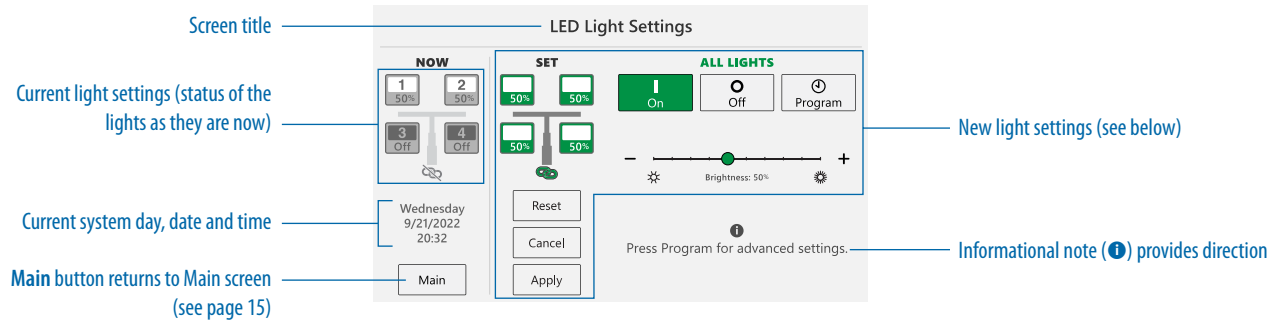 Screen title
LED Light Settings
Current light settings (status of the
lights as they are now)
NOW
1
50%
2
50%
3
Off
4
Off
SET
50%
50%
50%
50%
ALL LIGHTS
On
Off
Program
Brightness: 50%
New light settings (see below)
Current system day, date and time
Wednesday
9/21/2022
20:32
Reset
Cancel
Apply
Press Program for advanced settings.
Informational note (i) provides direction
Main button returns to Main screen
(see page 15)
Main